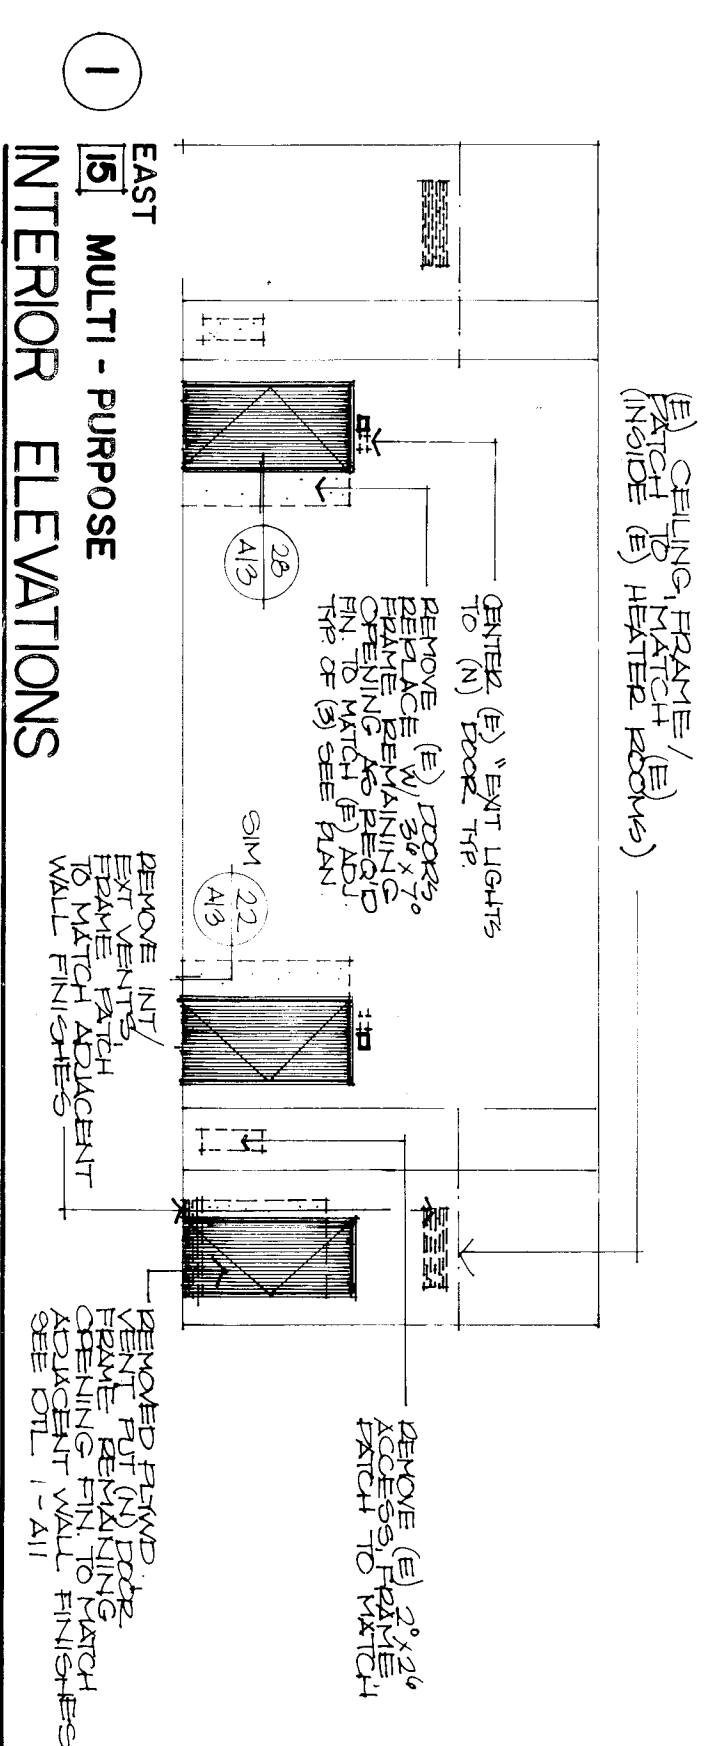 (E) CEILING, FRAME/
PATCH TO MATCH (E)
(INSIDE (E) HEATER ROOMS)
CENTER (E) "EXIT LIGHTS
TO (N) DOOR TYP.
REMOVE (E) DOORS
REPLACE W/ 3⁶ x 7⁰
FRAME REMAINING
OPENING AS REQ'D
FIN. TO MATCH (E) ADJ.
TYP OF (3) SEE PLAN.
28
A13
SIM
22
A13
REMOVE (E) 2⁰ x 2⁶
ACCESS, FRAME
PATCH TO MATCH
REMOVE INT/
EXT VENTS
FRAME PATCH
TO MATCH ADJACENT
WALL FINISHES
REMOVED PLYWD.
VENT PUT (N) DOOR
FRAME REMAINING
OPENING FIN. TO MATCH
ADJACENT WALL FINISHES
SEE DTL 1-A11
EAST
15 MULTI-PURPOSE
1
INTERIOR ELEVATIONS